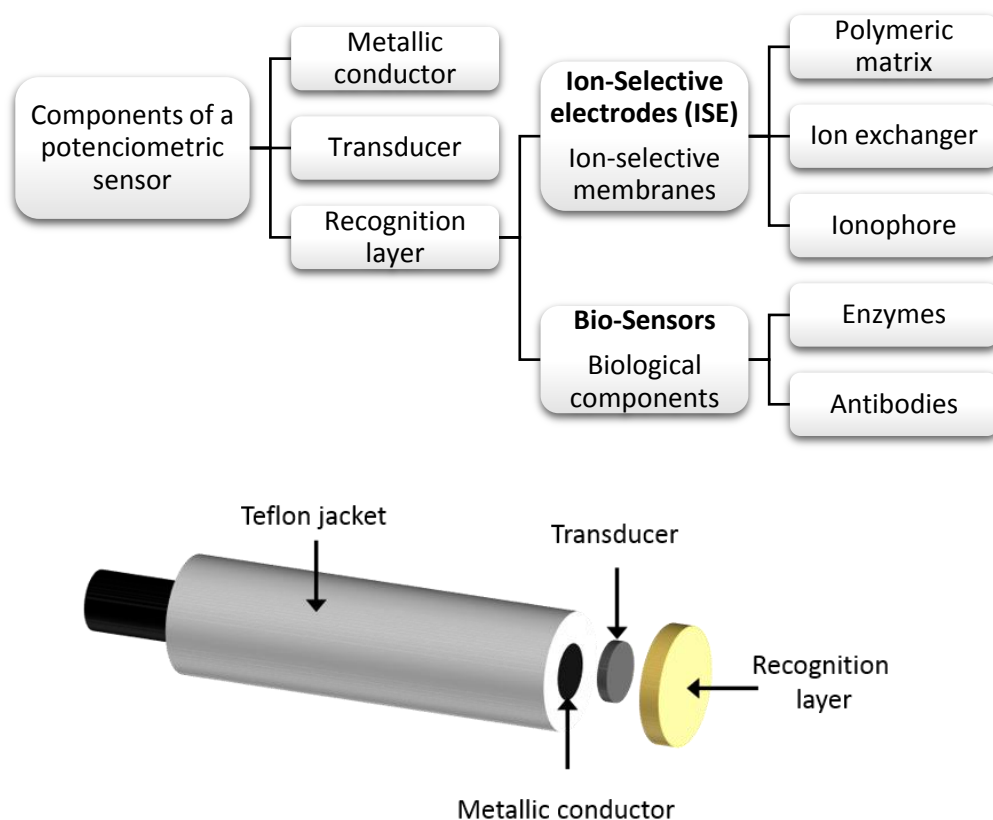 Components of a
potenciometric
sensor
Metallic
conductor
Transducer
Recognition
layer
Ion-Selective
electrodes (ISE)
Ion-selective
membranes
Polymeric
matrix
Ion exchanger
Ionophore
Bio-Sensors
Biological
components
Enzymes
Antibodies
Teflon jacket
Transducer
Recognition
layer
Metallic conductor